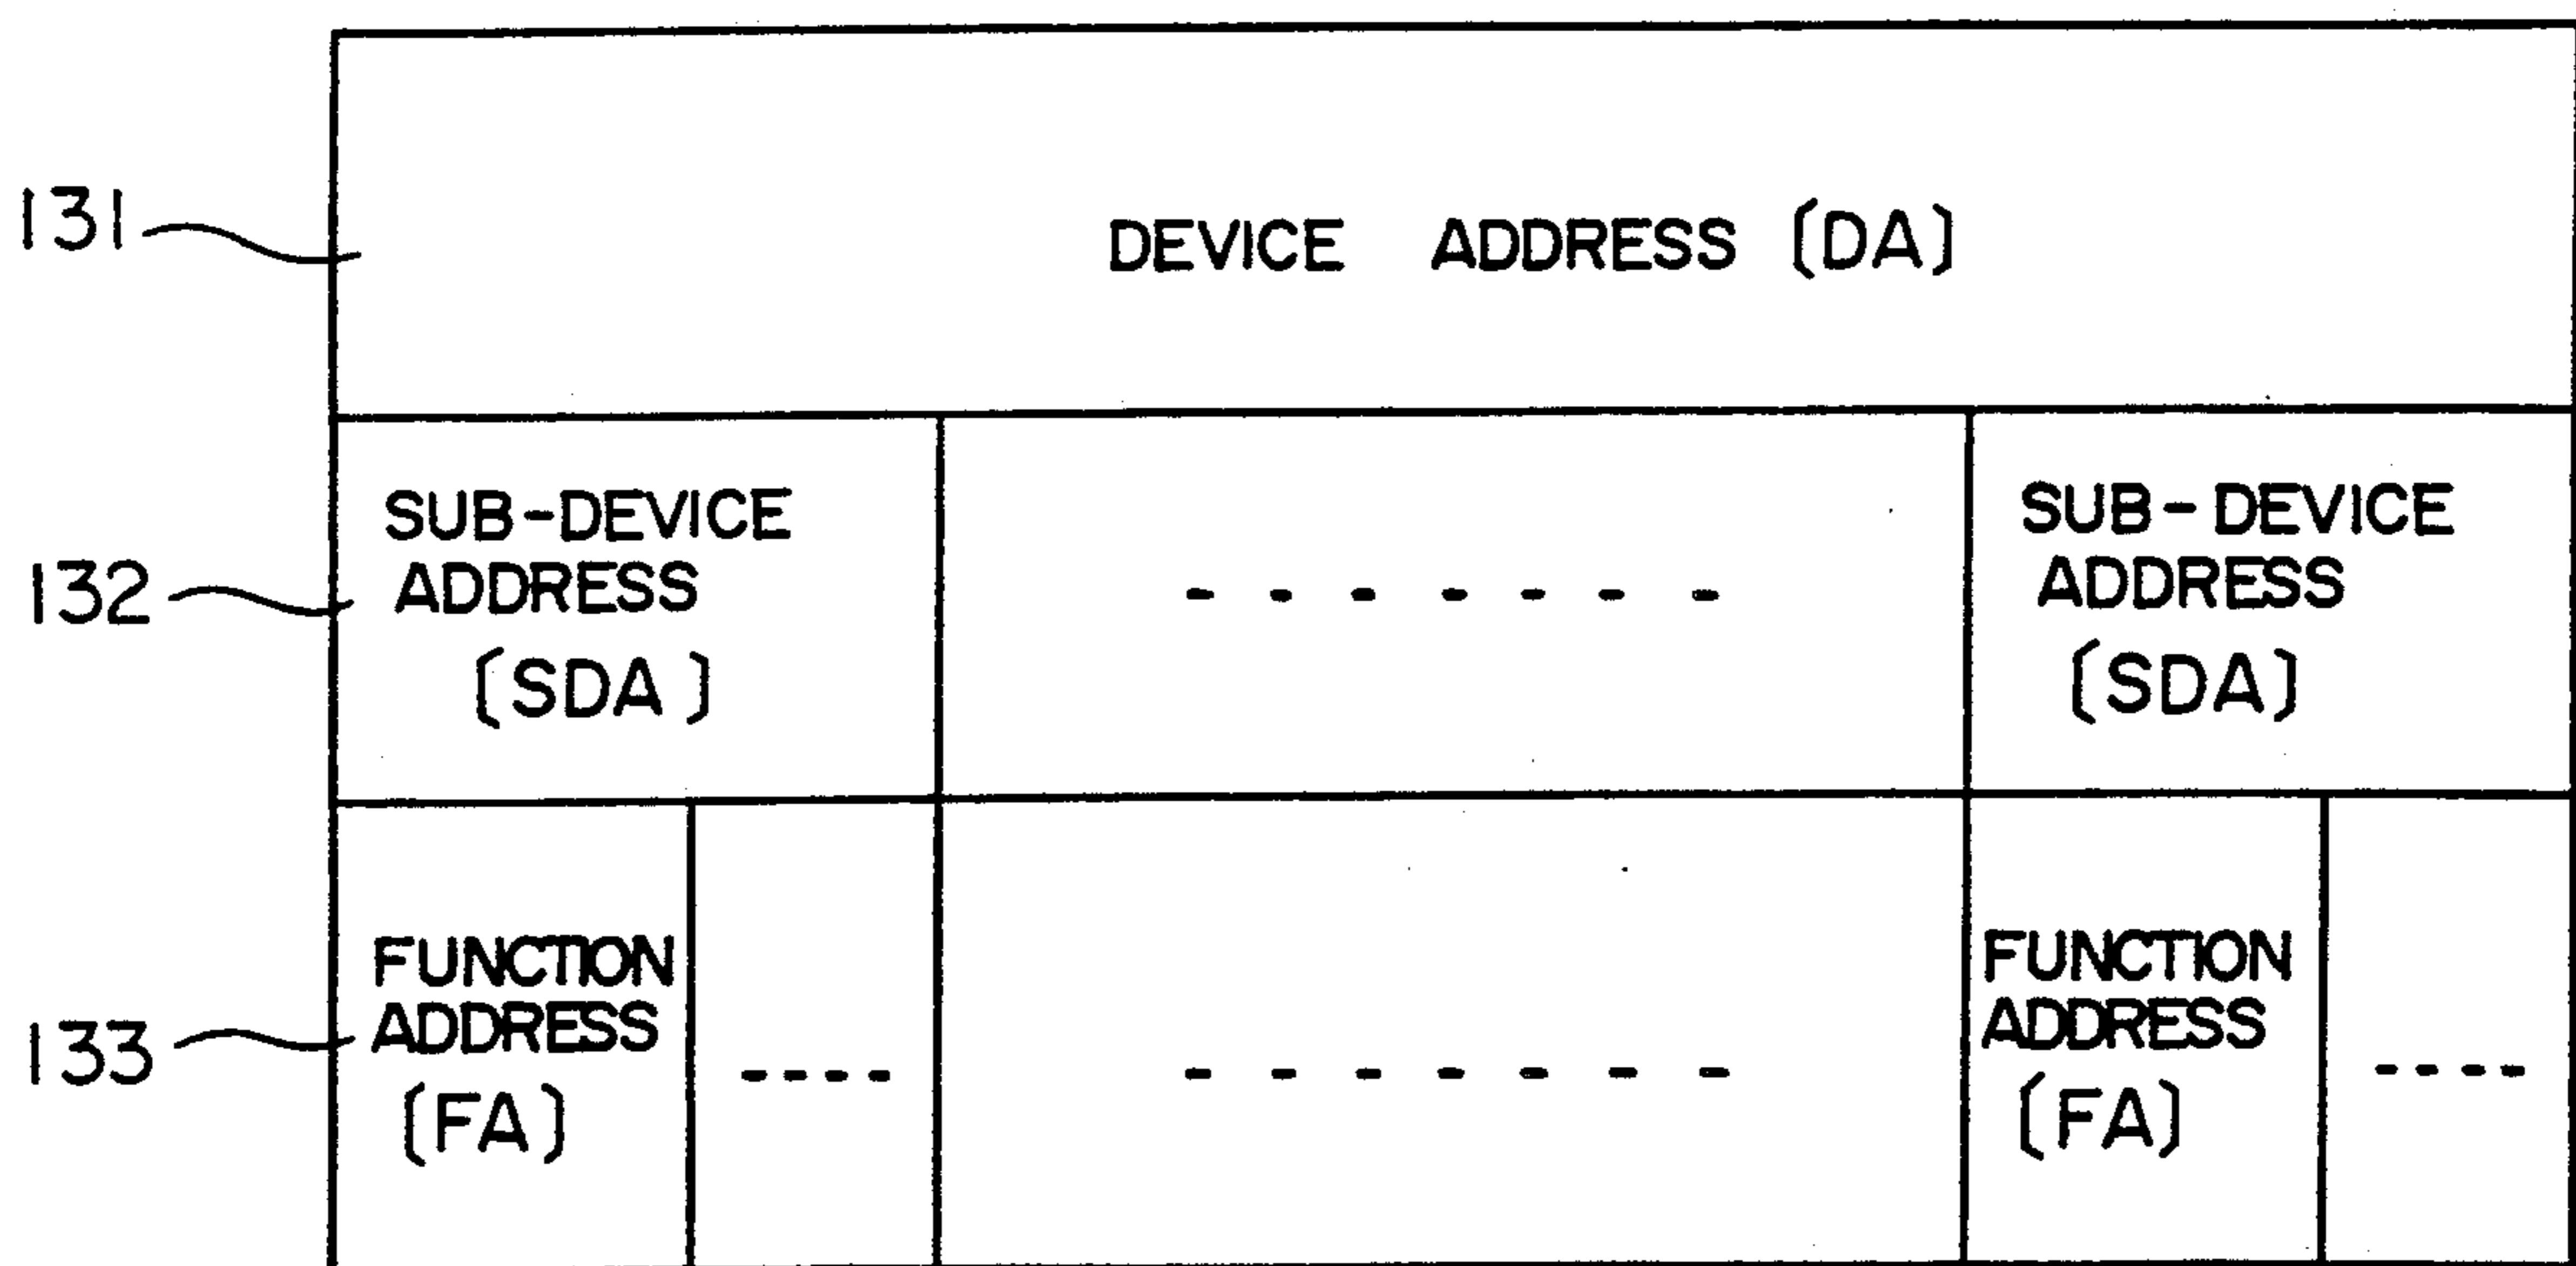 131
DEVICE ADDRESS (DA)
132
SUB-DEVICE
ADDRESS
(SDA)
- - - - - - -
SUB-DEVICE
ADDRESS
(SDA)
133
FUNCTION
ADDRESS
(FA)
- - - -
- - - - - - -
FUNCTION
ADDRESS
(FA)
- - - -